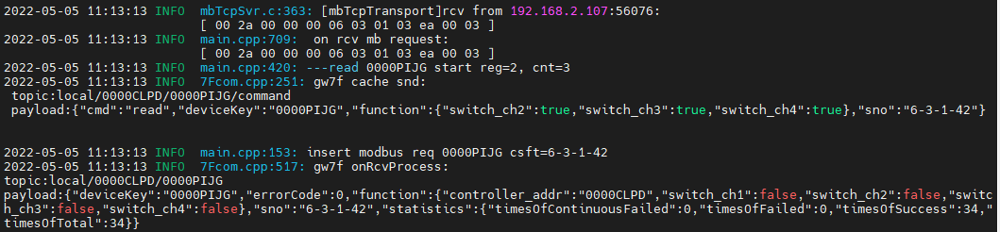 2022-05-05 11:13:13 INFO  mbTcpSvr.c:363: [mbTcpTransport]rcv from 192.168.2.107:56076:
[ 00 2a 00 00 00 06 03 01 03 ea 00 03 ]
2022-05-05 11:13:13 INFO  main.cpp:709:  on rcv mb request:
[ 00 2a 00 00 00 06 03 01 03 ea 00 03 ]
2022-05-05 11:13:13 INFO  main.cpp:420: ---read 0000PIJG start reg=2, cnt=3
2022-05-05 11:13:13 INFO  7Fcom.cpp:251: gw7f cache snd:
topic:local/0000CLPD/0000PIJG/command
payload:{"cmd":"read","deviceKey":"0000PIJG","function":{"switch_ch2":true,"switch_ch3":true,"switch_ch4":true},"sno":"6-3-1-42"}
2022-05-05 11:13:13 INFO  main.cpp:153: insert modbus req 0000PIJG csft=6-3-1-42
2022-05-05 11:13:13 INFO  7Fcom.cpp:517: gw7f onRcvProcess:
topic:local/0000CLPD/0000PIJG
payload:{"deviceKey":"0000PIJG","errorCode":0,"function":{"controller_addr":"0000CLPD","switch_ch1":false,"switch_ch2":false,"switc
h_ch3":false,"switch_ch4":false},"sno":"6-3-1-42","statistics":{"timesOfContinuousFailed":0,"timesOfFailed":0,"timesOfSuccess":34,"
timesOfTotal":34}}